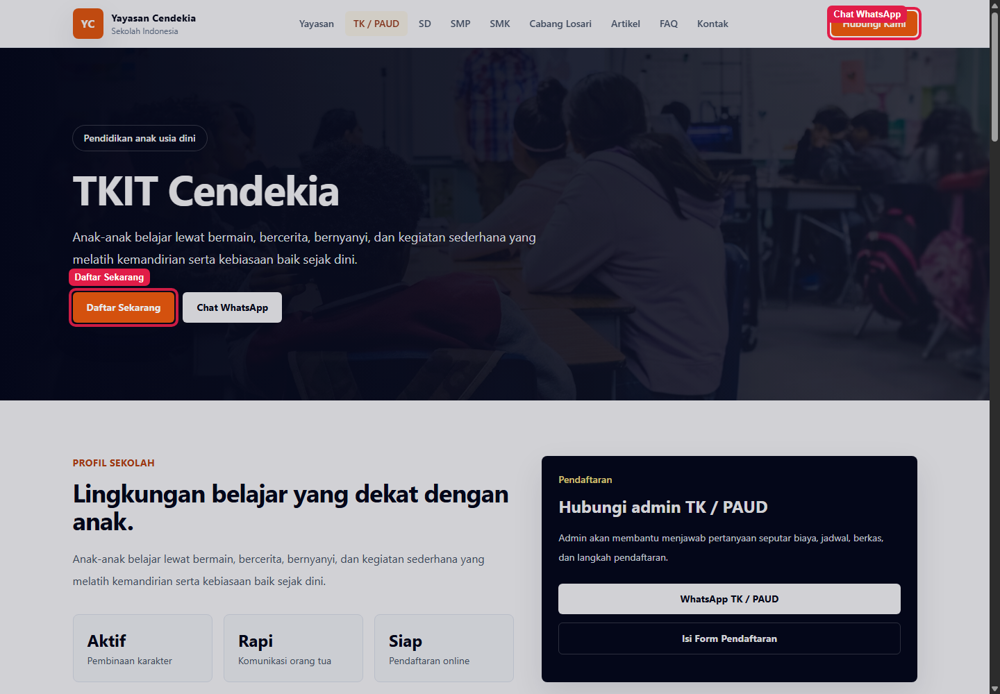 YC
Yayasan Cendekia
Sekolah Indonesia
Yayasan
TK / PAUD
SD
SMP
SMK
Cabang Losari
Artikel
FAQ
Kontak
Chat WhatsApp
Hubungi Kami
Pendidikan anak usia dini
TKIT Cendekia
Anak-anak belajar lewat bermain, bercerita, bernyanyi, dan kegiatan sederhana yang
melatih kemandirian serta kebiasaan baik sejak dini.
Daftar Sekarang
Daftar Sekarang
Chat WhatsApp
PROFIL SEKOLAH
Lingkungan belajar yang dekat dengan
anak.
Anak-anak belajar lewat bermain, bercerita, bernyanyi, dan kegiatan sederhana yang
melatih kemandirian serta kebiasaan baik sejak dini.
Aktif
Pembinaan karakter
Rapi
Komunikasi orang tua
Siap
Pendaftaran online
Pendaftaran
Hubungi admin TK / PAUD
Admin akan membantu menjawab pertanyaan seputar biaya, jadwal, berkas,
dan langkah pendaftaran.
WhatsApp TK / PAUD
Isi Form Pendaftaran